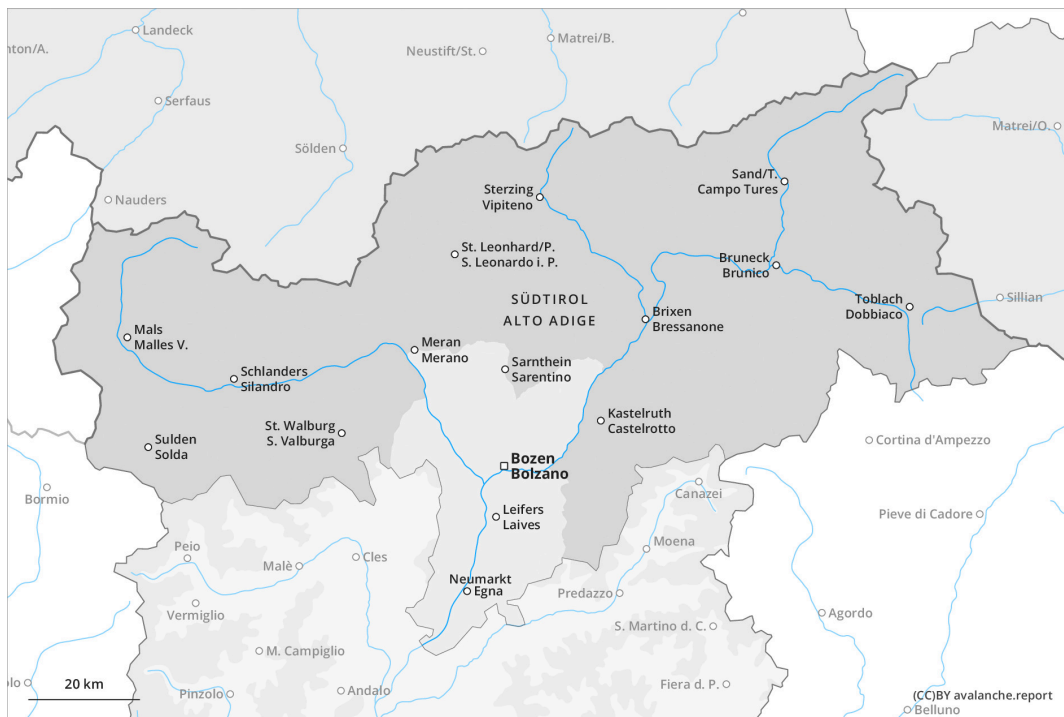 Landeck
nton/A.
Neustift/St.
Matrei/B.
Serfaus
Matrei/O.
Sölden
Sand/T.
Campo Tures
Sterzing
Vipiteno
Nauders
St. Leonhard/P.
S. Leonardo i. P.
Bruneck
Brunico
SÜDTIROL
ALTO ADIGE
Toblach
Dobbiaco
Sillian
Brixen
Bressanone
Mals
Malles V.
Meran
Merano
Sarnthein
Sarentino
Schlanders
Silandro
Kastelruth
Castelrotto
St. Walburg
S. Valburga
Sulden
Solda
Cortina d'Ampezzo
Bozen
Bolzano
Bormio
Canazei
Leifers
Laives
Pieve di Cadore
Moena
Peio
Cles
Malè
Neumarkt
Egna
Predazzo
Vermiglio
Agordo
S. Martino d. C.
M. Campiglio
Fiera d. P.
olo
20 km
Pinzolo
Andalo
(CC)BY avalanche.report
Belluno